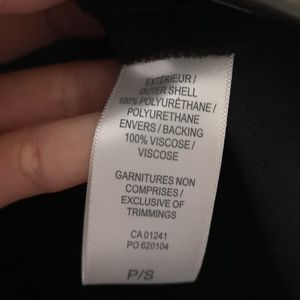 EXTÉRIEUR /
OUTER SHELL
100% POLYURÉTHANE /
POLYURETHANE
ENVERS / BACKING
100% VISCOSE /
VISCOSE
GARNITURES NON
COMPRISES /
EXCLUSIVE OF
TRIMMINGS
CA 01241
PO 620104
P/S